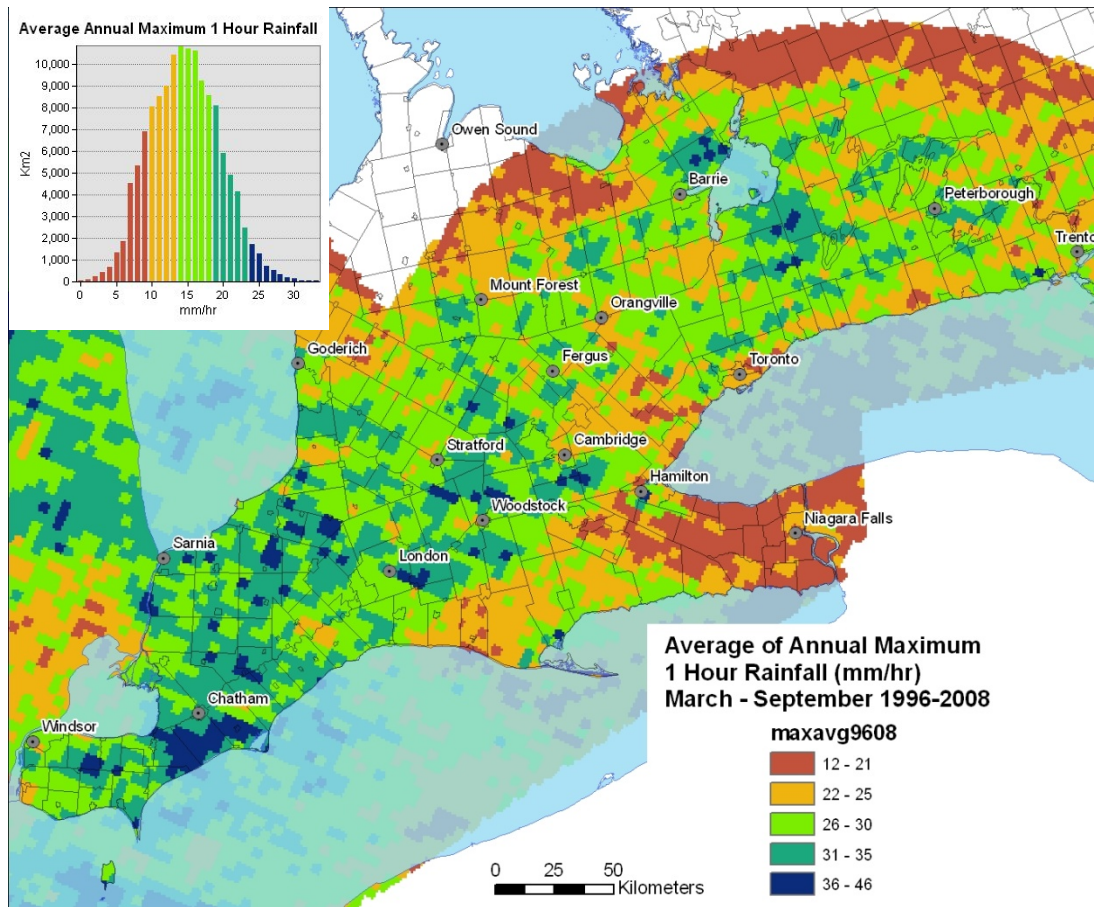 Average Annual Maximum 1 Hour Rainfall
10,000
9,000
8,000
7,000
6,000
5,000
4,000
3,000
2,000
1,000
0
Km2
0 5 10 15 20 25 30
mm/hr
Owen Sound
Barrie
Peterborough
Trento
Mount Forest
Orangville
Goderich
Fergus
Toronto
Stratford
Cambridge
Hamilton
Woodstock
Niagara Falls
Sarnia
London
Chatham
Windsor
Average of Annual Maximum
1 Hour Rainfall (mm/hr)
March - September 1996-2008
maxavg9608
12 - 21
22 - 25
26 - 30
31 - 35
36 - 46
0 25 50
Kilometers